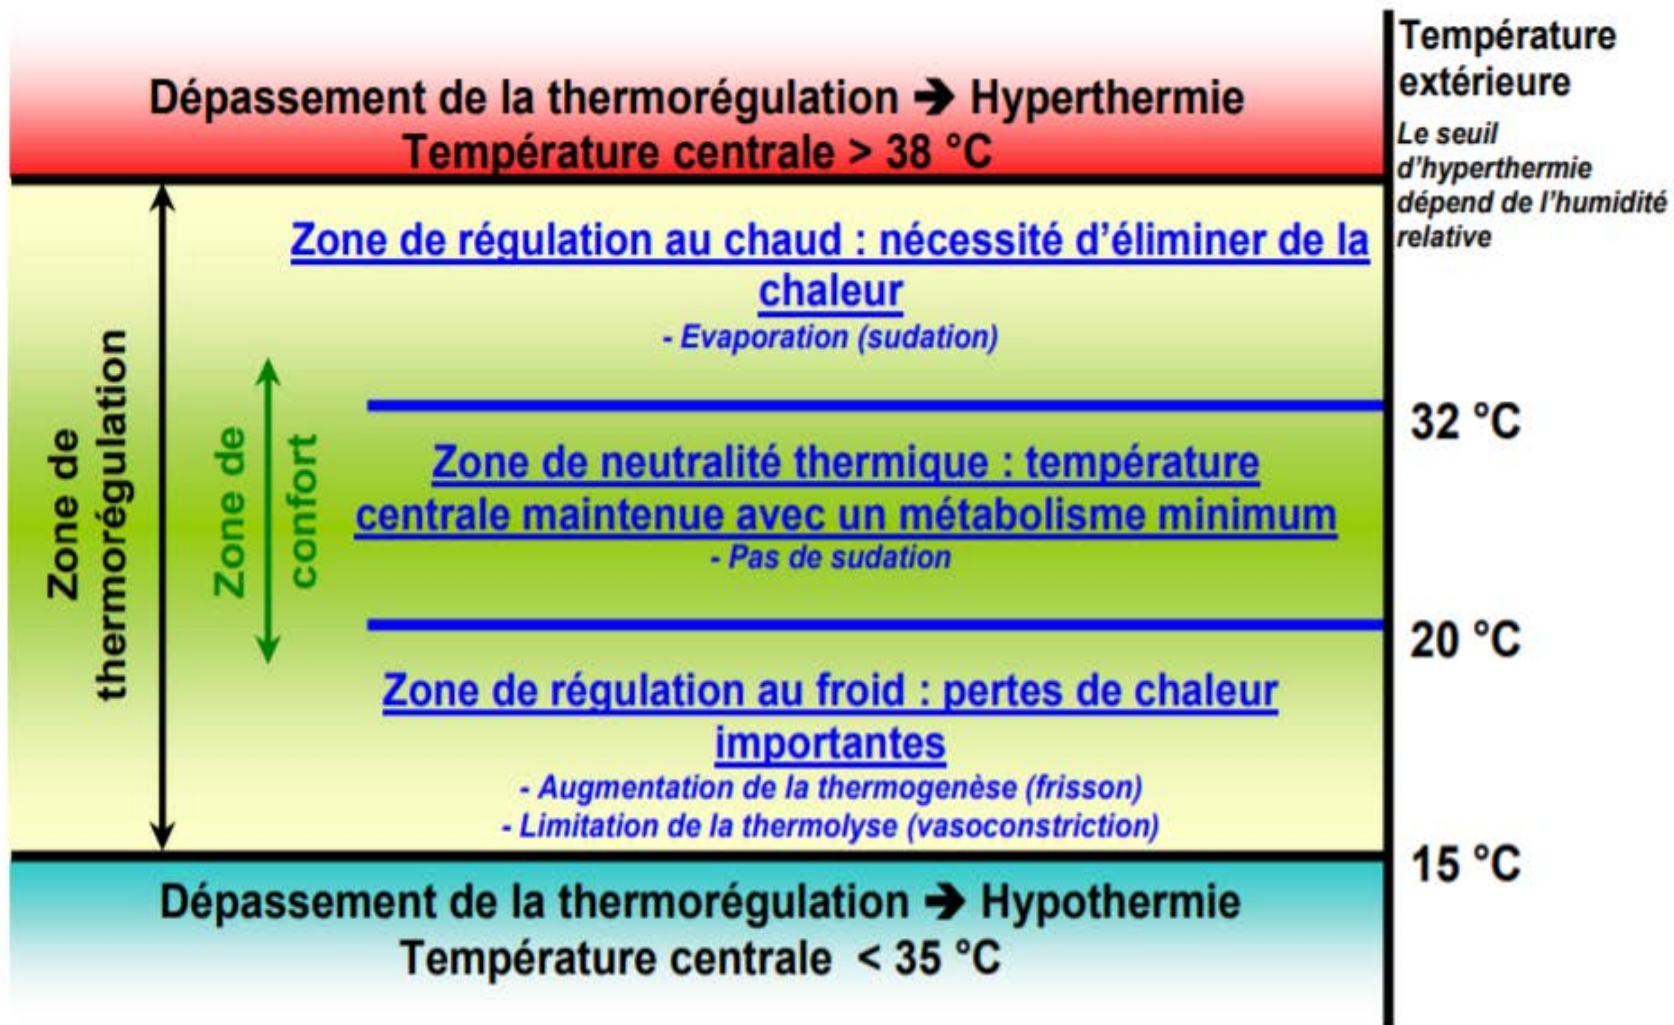 Température
extérieure
Le seuil
d'hyperthermie
dépend de l'humidité
relative
Dépassement de la thermorégulation ➔ Hyperthermie
Température centrale > 38 °C
Zone de régulation au chaud : nécessité d'éliminer de la
chaleur
- Evaporation (sudation)
32 °C
Zone de
thermorégulation
Zone de
confort
Zone de neutralité thermique : température
centrale maintenue avec un métabolisme minimum
- Pas de sudation
20 °C
Zone de régulation au froid : pertes de chaleur
importantes
- Augmentation de la thermogenèse (frisson)
- Limitation de la thermolyse (vasoconstriction)
15 °C
Dépassement de la thermorégulation ➔ Hypothermie
Température centrale < 35 °C